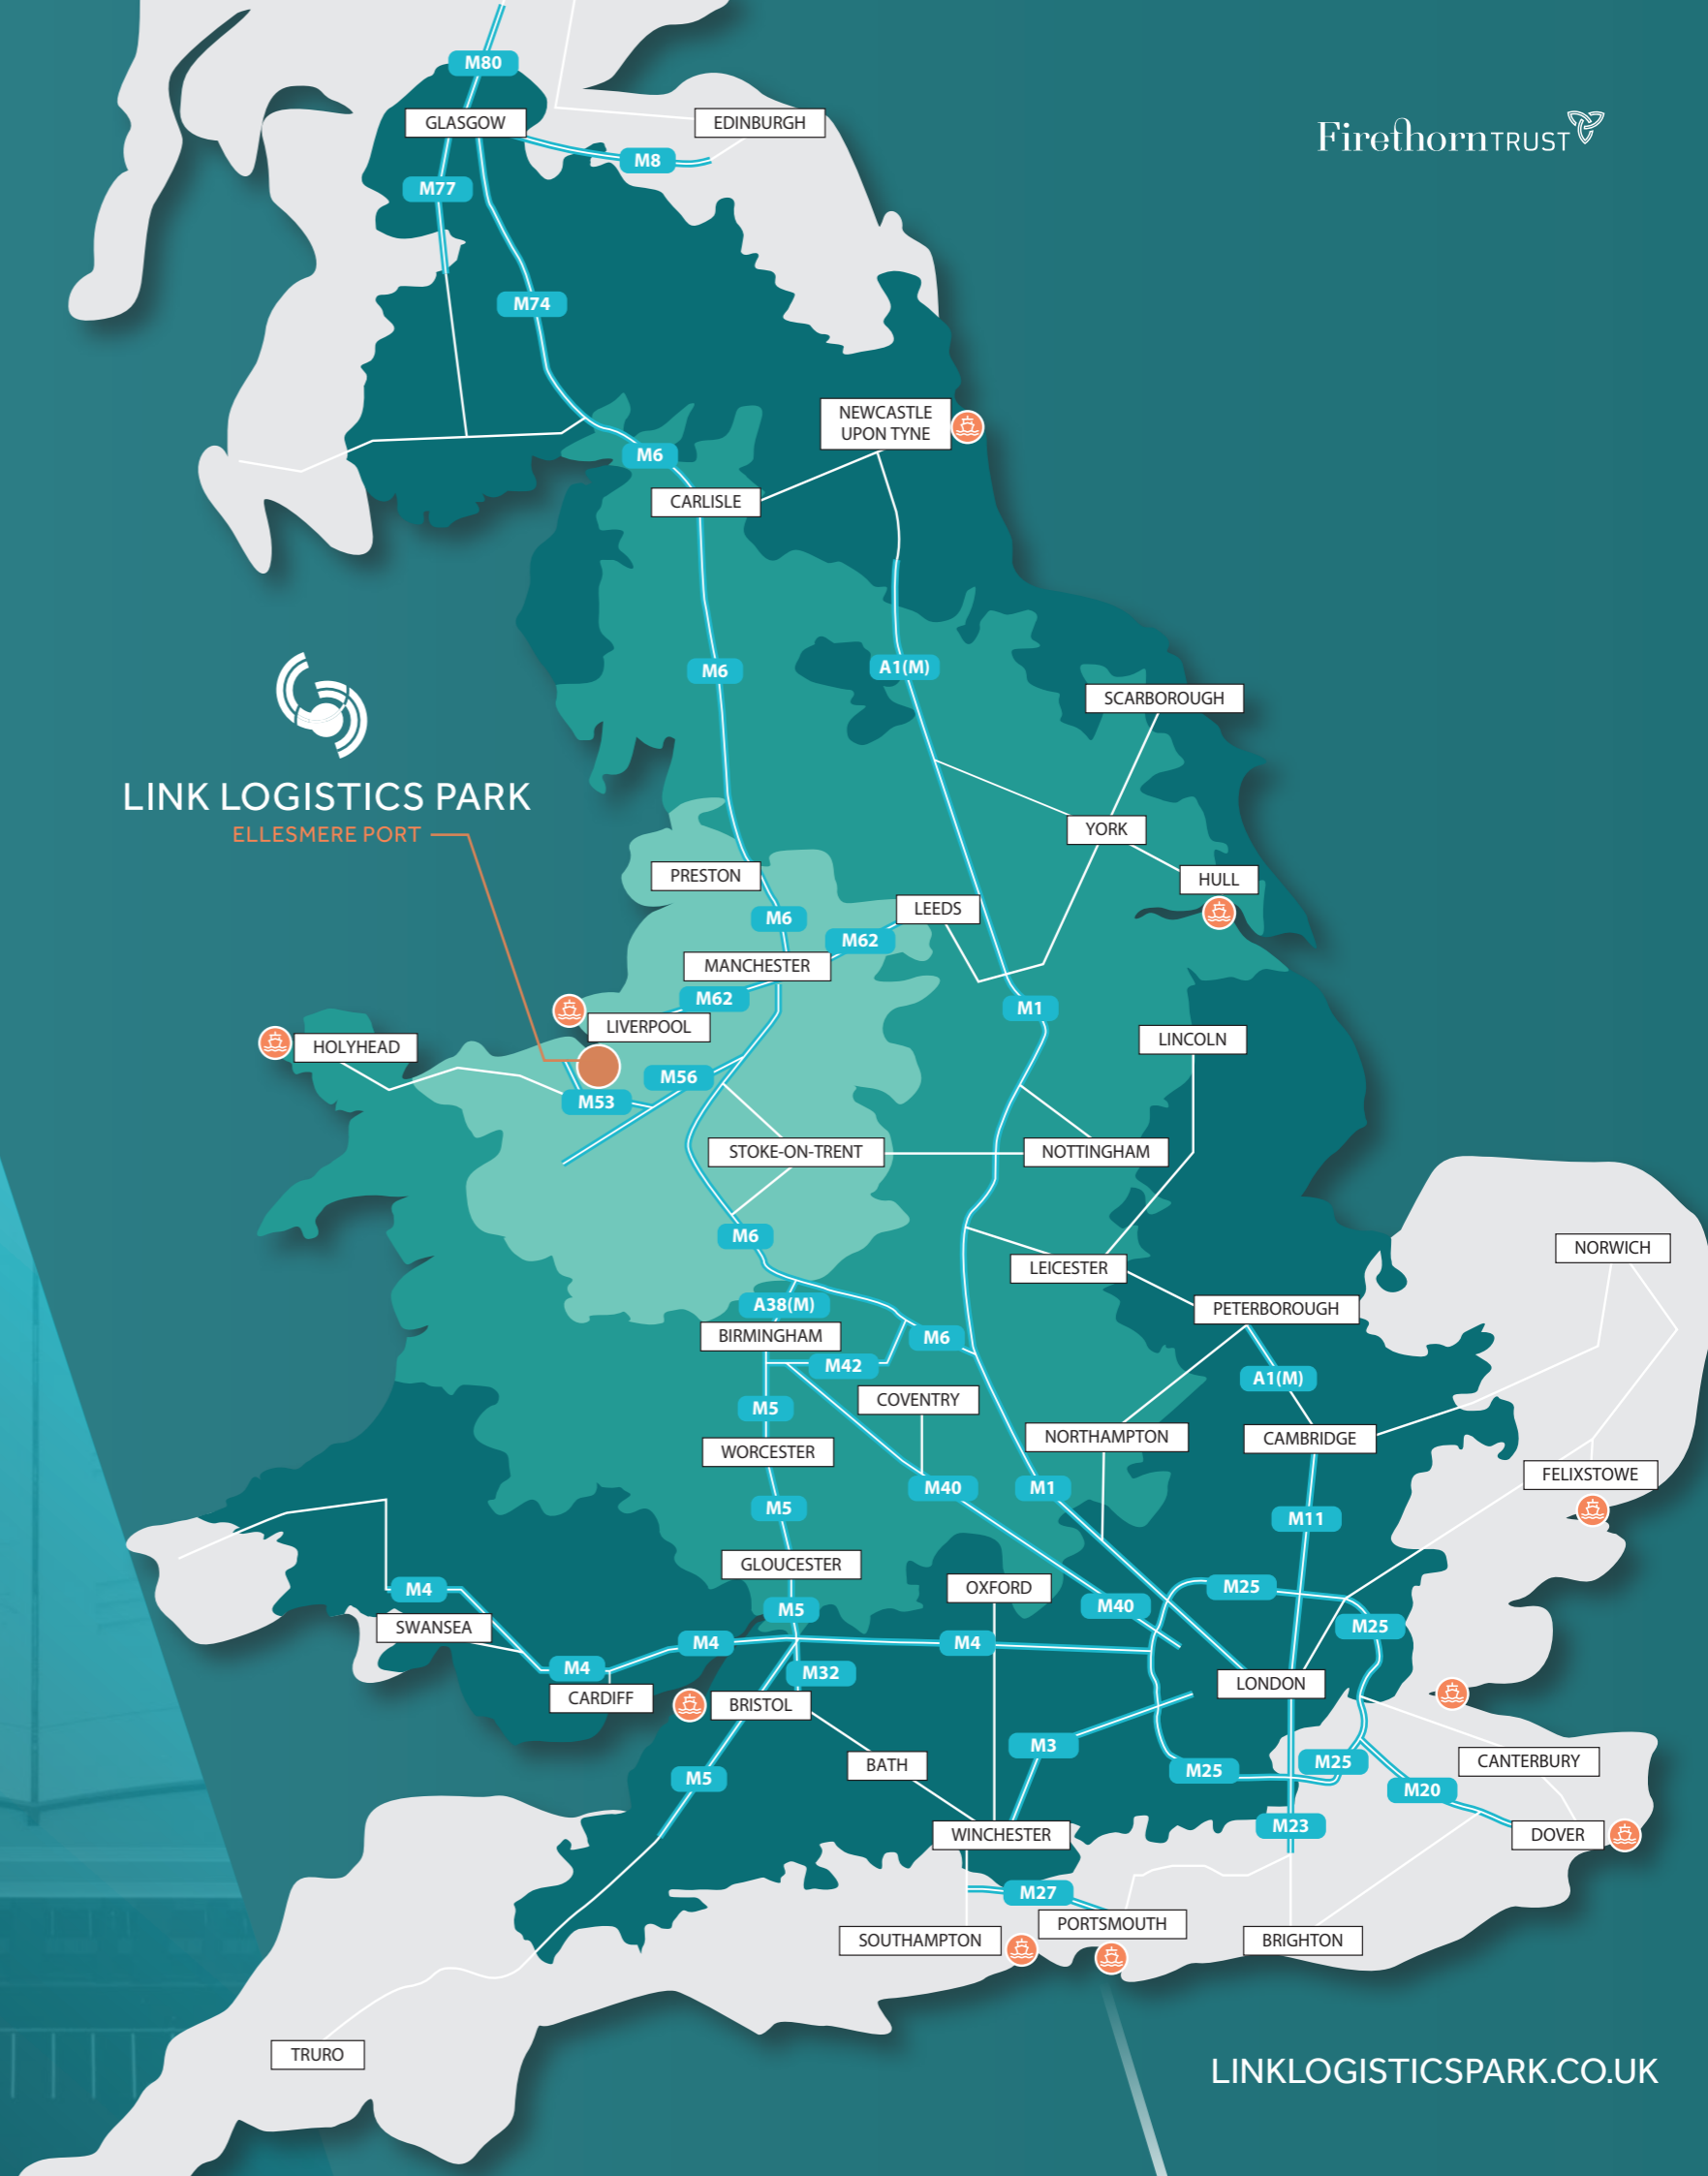 M80
GLASGOW
EDINBURGH
FirethornTRUST
M8
M77
M74
NEWCASTLE
UPON TYNE
M6
CARLISLE
M6
A1(M)
SCARBOROUGH
LINK LOGISTICS PARK
ELLESMERE PORT
YORK
PRESTON
HULL
LEEDS
M6
M62
MANCHESTER
M62
M1
LIVERPOOL
LINCOLN
HOLYHEAD
M56
M53
STOKE-ON-TRENT
NOTTINGHAM
M6
NORWICH
LEICESTER
A38(M)
PETERBOROUGH
BIRMINGHAM
M6
M42
A1(M)
COVENTRY
M5
NORTHAMPTON
CAMBRIDGE
WORCESTER
FELIXSTOWE
M40
M1
M5
M11
GLOUCESTER
OXFORD
M25
M4
M40
M5
SWANSEA
M25
M4
M4
M4
M32
LONDON
CARDIFF
BRISTOL
M3
CANTERBURY
M25
M25
BATH
M5
M20
M23
WINCHESTER
DOVER
M27
PORTSMOUTH
SOUTHAMPTON
BRIGHTON
TRURO
LINKLOGISTICSPARK.CO.UK